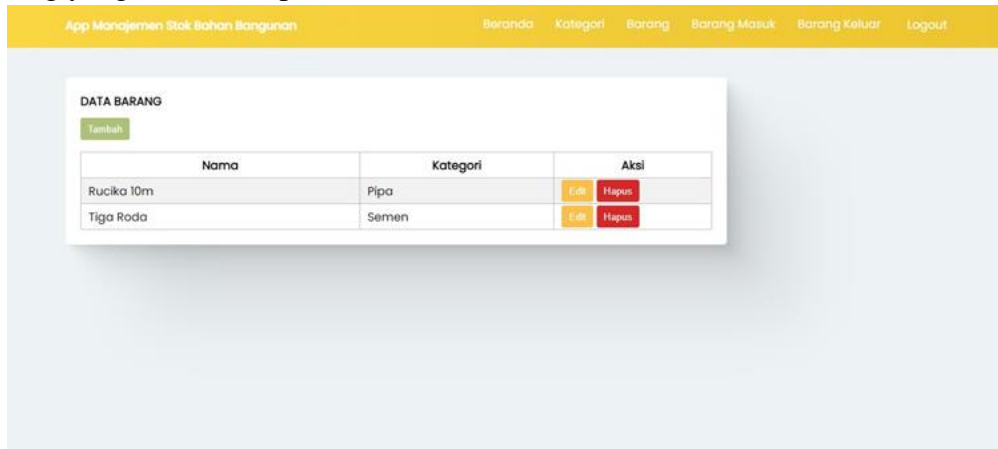 App Manajemen Stok Bahan Bangunan Beranda Kategori Barang Barang Masuk Barang Keluar Logout
DATA BARANG
Tambah
Nama Kategori Aksi
Rucika 10m Pipa Edit Hapus
Tiga Roda Semen Edit Hapus